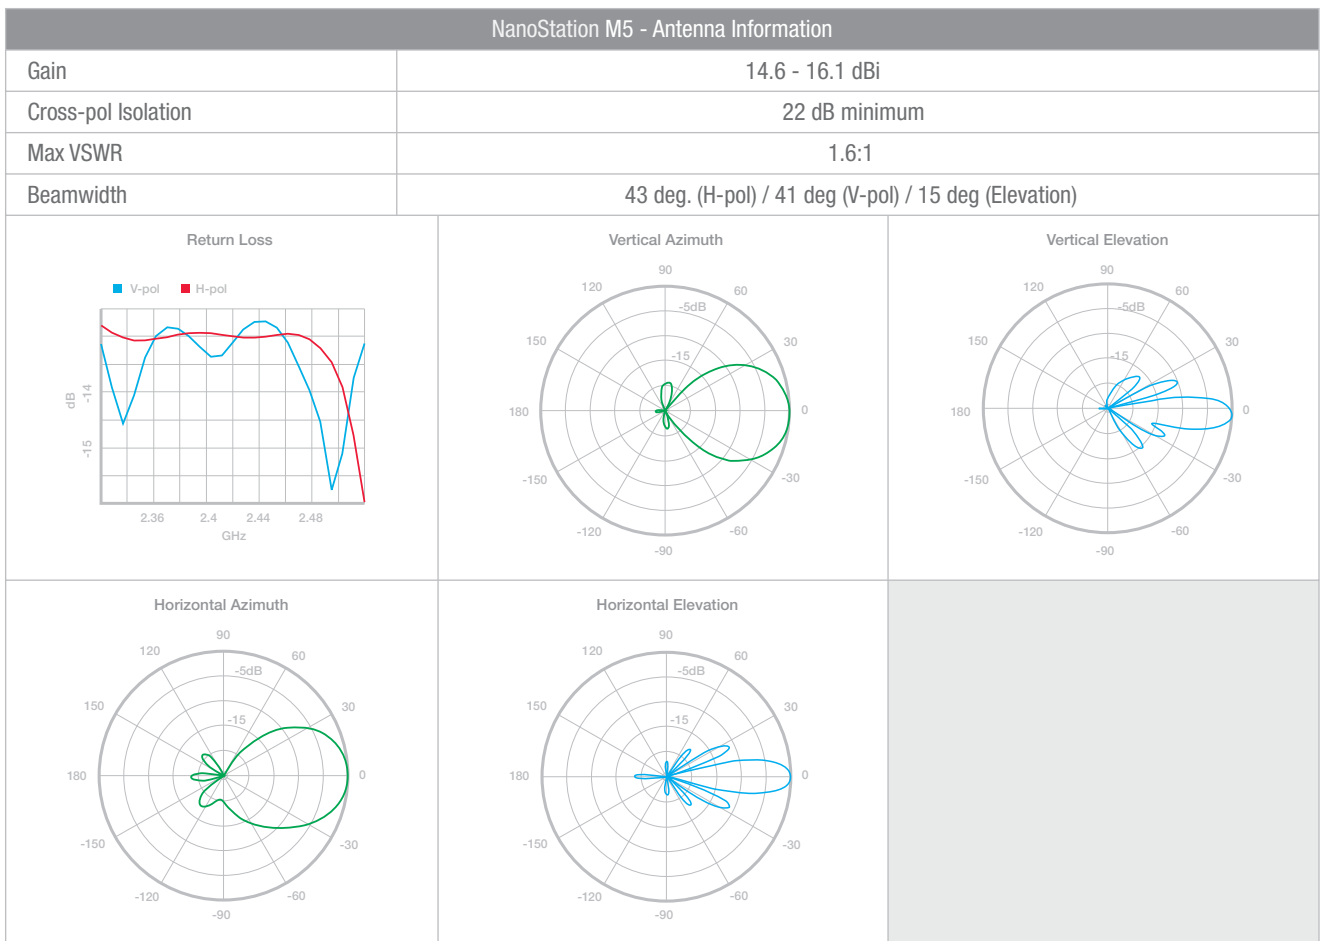 NanoStation M5 - Antenna Information
Gain 14.6 - 16.1 dBi
Cross-pol Isolation 22 dB minimum
Max VSWR 1.6:1
Beamwidth 43 deg. (H-pol) / 41 deg (V-pol) / 15 deg (Elevation)
Return Loss
V-pol H-pol
dB
-14
-15
2.36 2.4 2.44 2.48
GHz
Vertical Azimuth
90
120 60
-5dB
150 30
-15
180 0
-150 -30
-120 -60
-90
Vertical Elevation
90
120 60
-5dB
150 30
-15
180 0
-150 -30
-120 -60
-90
Horizontal Azimuth
90
120 60
-5dB
150 30
-15
180 0
-150 -30
-120 -60
-90
Horizontal Elevation
90
120 60
-5dB
150 30
-15
180 0
-150 -30
-120 -60
-90